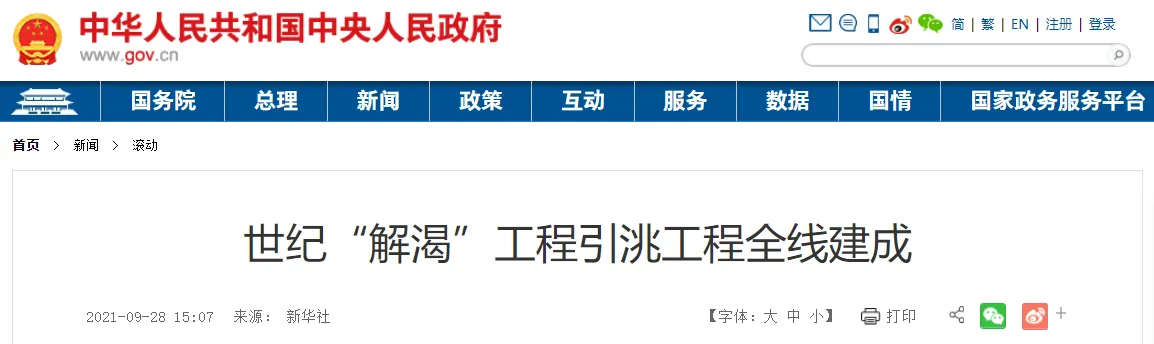 中华人民共和国中央人民政府
www.gov.cn
简 | 繁 | EN | 注册 | 登录
国务院 总理 新闻 政策 互动 服务 数据 国情 国家政务服务平台
首页 > 新闻 > 滚动
世纪“解渴”工程引洮工程全线建成
2021-09-28 15:07 来源： 新华社 【字体：大 中 小】 打印 +